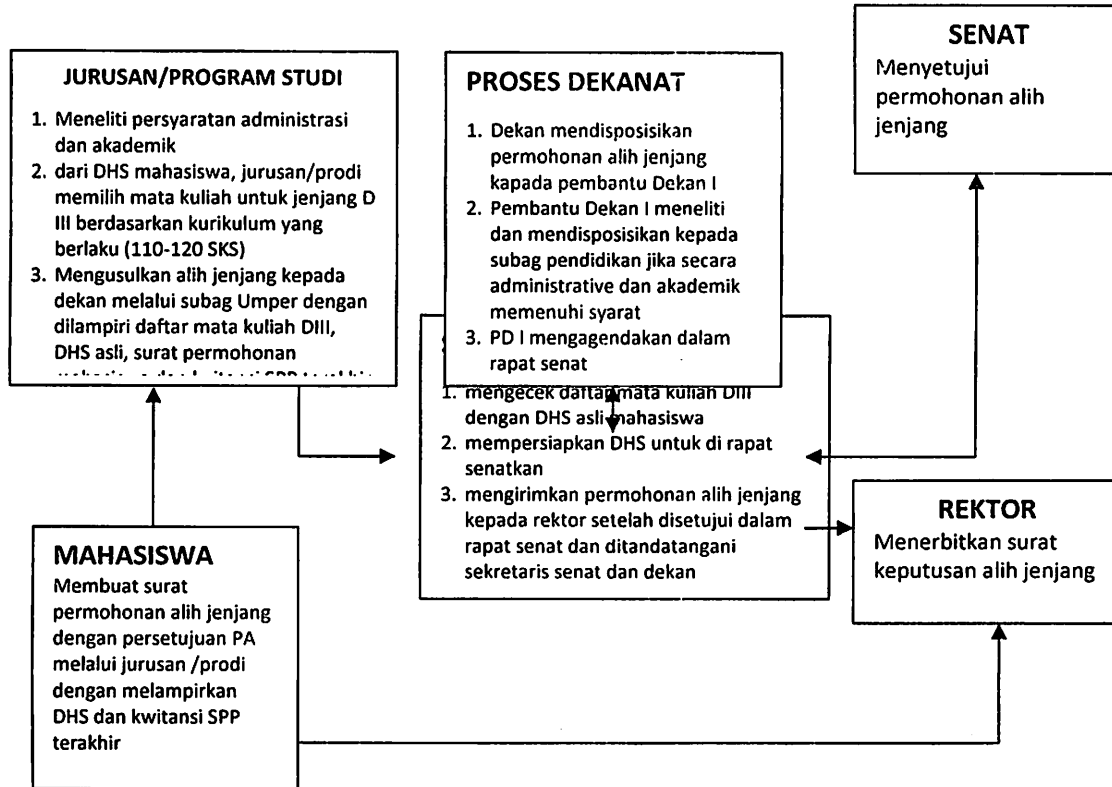 JURUSAN/PROGRAM STUDI
1. Meneliti persyaratan administrasi
dan akademik
2. dari DHS mahasiswa, jurusan/prodi
memilih mata kuliah untuk jenjang D
III berdasarkan kurikulum yang
berlaku (110-120 SKS)
3. Mengusulkan alih jenjang kepada
dekan melalui subag Umper dengan
dilampiri daftar mata kuliah DIII,
DHS asli, surat permohonan
PROSES DEKANAT
1. Dekan mendisposisikan
permohonan alih jenjang
kapada pembantu Dekan I
2. Pembantu Dekan I meneliti
dan mendisposisikan kepada
subag pendidikan jika secara
administrative dan akademik
memenuhi syarat
3. PD I mengagendakan dalam
rapat senat
1. mengecek daftar mata kuliah DIII
dengan DHS asli mahasiswa
2. mempersiapkan DHS untuk di rapat
senatkan
3. mengirimkan permohonan alih jenjang
kepada rektor setelah disetujui dalam
rapat senat dan ditandatangani
sekretaris senat dan dekan
SENAT
Menyetujui
permohonan alih
jenjang
REKTOR
Menerbitkan surat
keputusan alih jenjang
MAHASISWA
Membuat surat
permohonan alih jenjang
dengan persetujuan PA
melalui jurusan /prodi
dengan melampirkan
DHS dan kwitansi SPP
terakhir